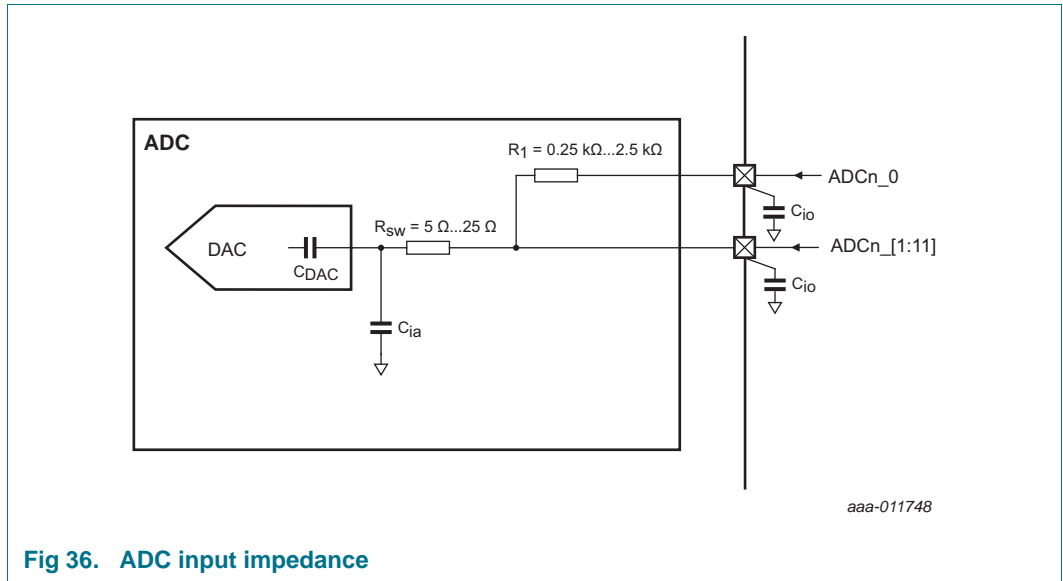 ADC
R1 = 0.25 kΩ...2.5 kΩ
ADCn_0
Cio
Rsw = 5 Ω...25 Ω
DAC
CDAC
ADCn_[1:11]
Cio
Cia
aaa-011748
Fig 36. ADC input impedance